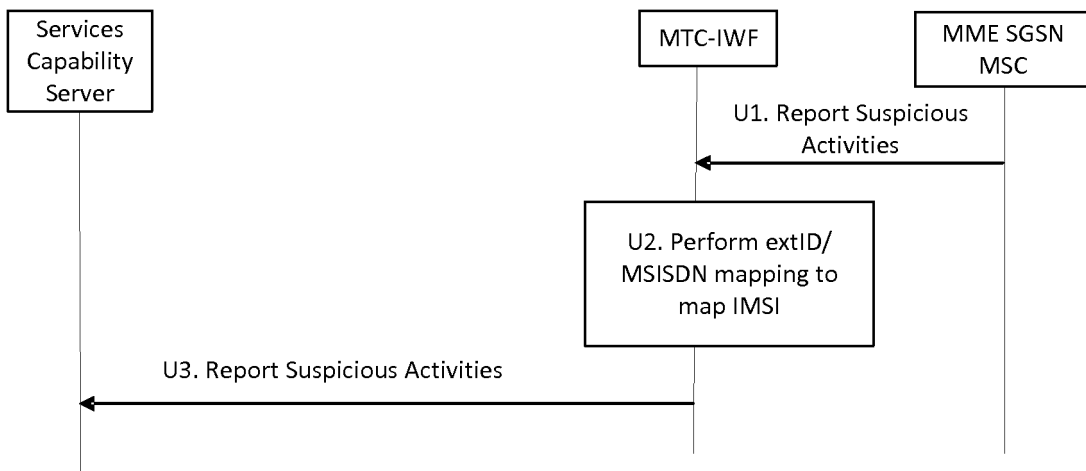 Services
Capability
Server
MTC-IWF
MME SGSN
MSC
U1. Report Suspicious
Activities
U2. Perform extID/
MSISDN mapping to
map IMSI
U3. Report Suspicious Activities